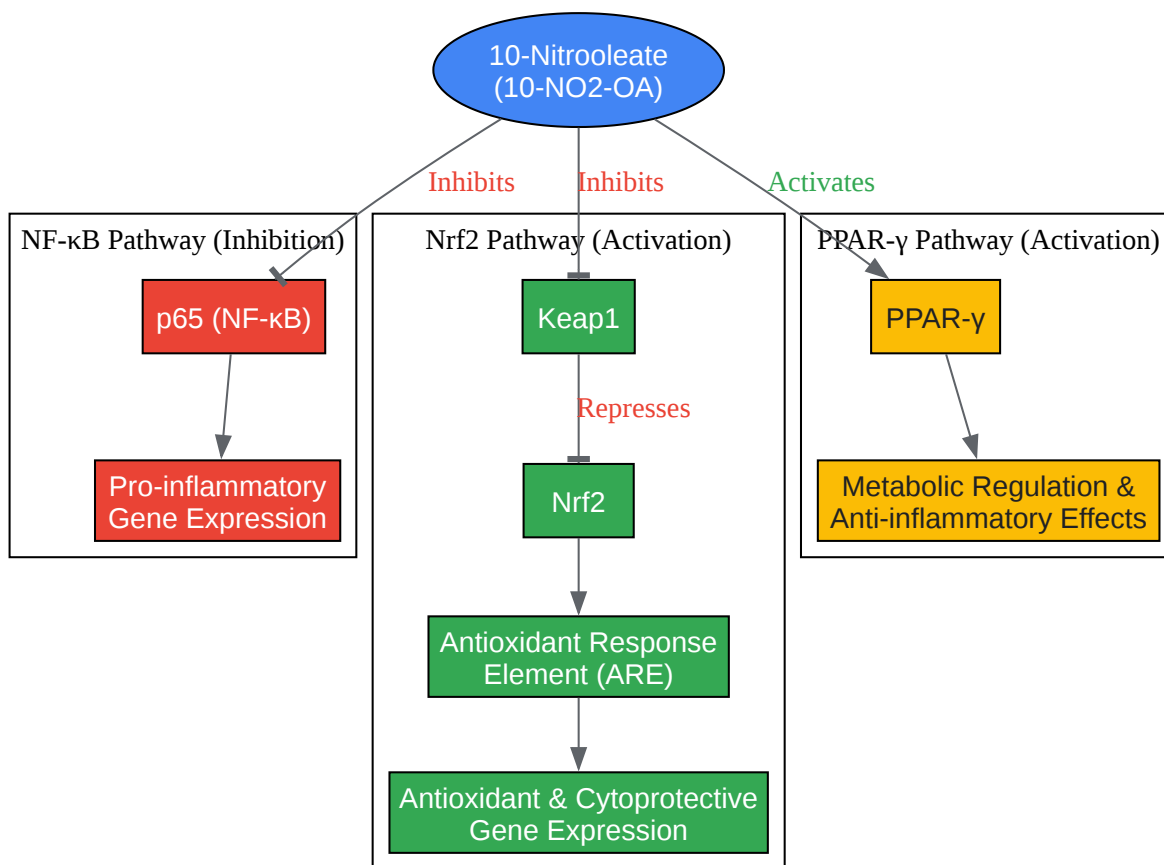 10-Nitrooleate
(10-NO2-OA)
Inhibits
Inhibits
Activates
NF-κB Pathway (Inhibition)
p65 (NF-κB)
Pro-inflammatory
Gene Expression
Nrf2 Pathway (Activation)
Keap1
Represses
Nrf2
Antioxidant Response
Element (ARE)
Antioxidant & Cytoprotective
Gene Expression
PPAR-γ Pathway (Activation)
PPAR-γ
Metabolic Regulation &
Anti-inflammatory Effects